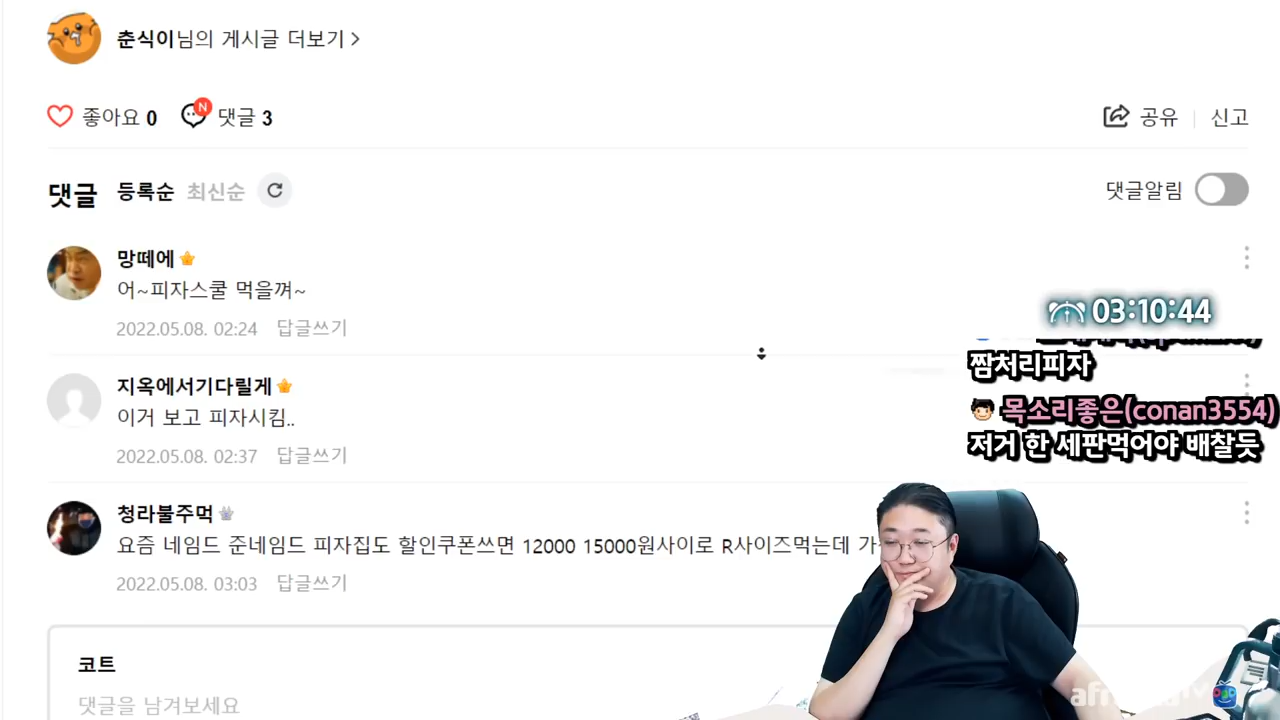 춘식이님의 게시글 더보기 >
좋아요 0
N
댓글 3
공유
신고
댓글 등록순 최신순
댓글알림
망떼에
어~피자스쿨 먹을껴~
2022.05.08. 02:24 답글쓰기
03:10:44
짬처리피자
지옥에서기다릴게
이거 보고 피자시킴..
2022.05.08. 02:37 답글쓰기
목소리좋은(conan3554)
저거 한 세판먹어야 배찰듯
청라불주먹
요즘 네임드 준네임드 피자집도 할인쿠폰쓰면 12000 15000원사이로 R사이즈먹는데
2022.05.08. 03:03 답글쓰기
코트
댓글을 남겨보세요